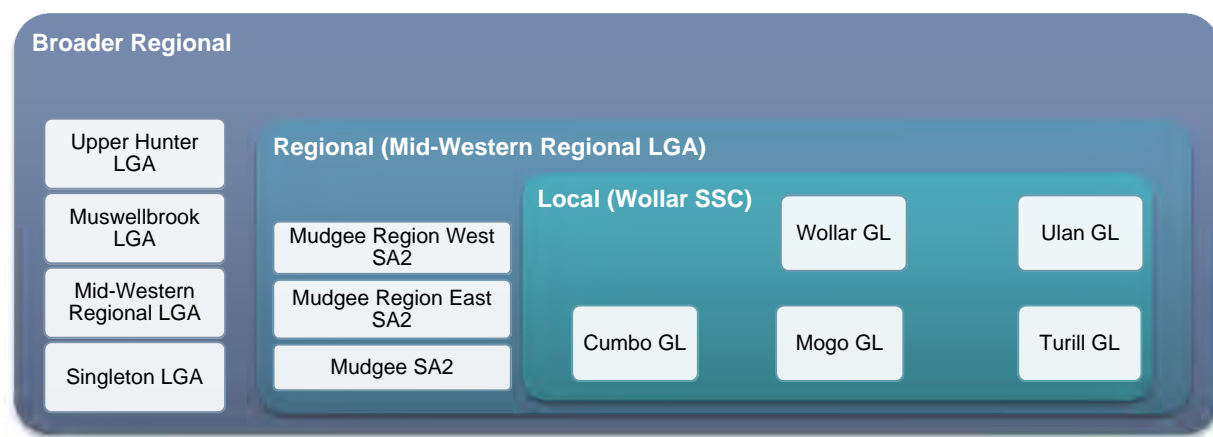 Broader Regional
Upper Hunter
LGA
Muswellbrook
LGA
Mid-Western
Regional LGA
Singleton LGA
Regional (Mid-Western Regional LGA)
Mudgee Region West
SA2
Mudgee Region East
SA2
Mudgee SA2
Local (Wollar SSC)
Wollar GL
Ulan GL
Cumbo GL
Mogo GL
Turill GL